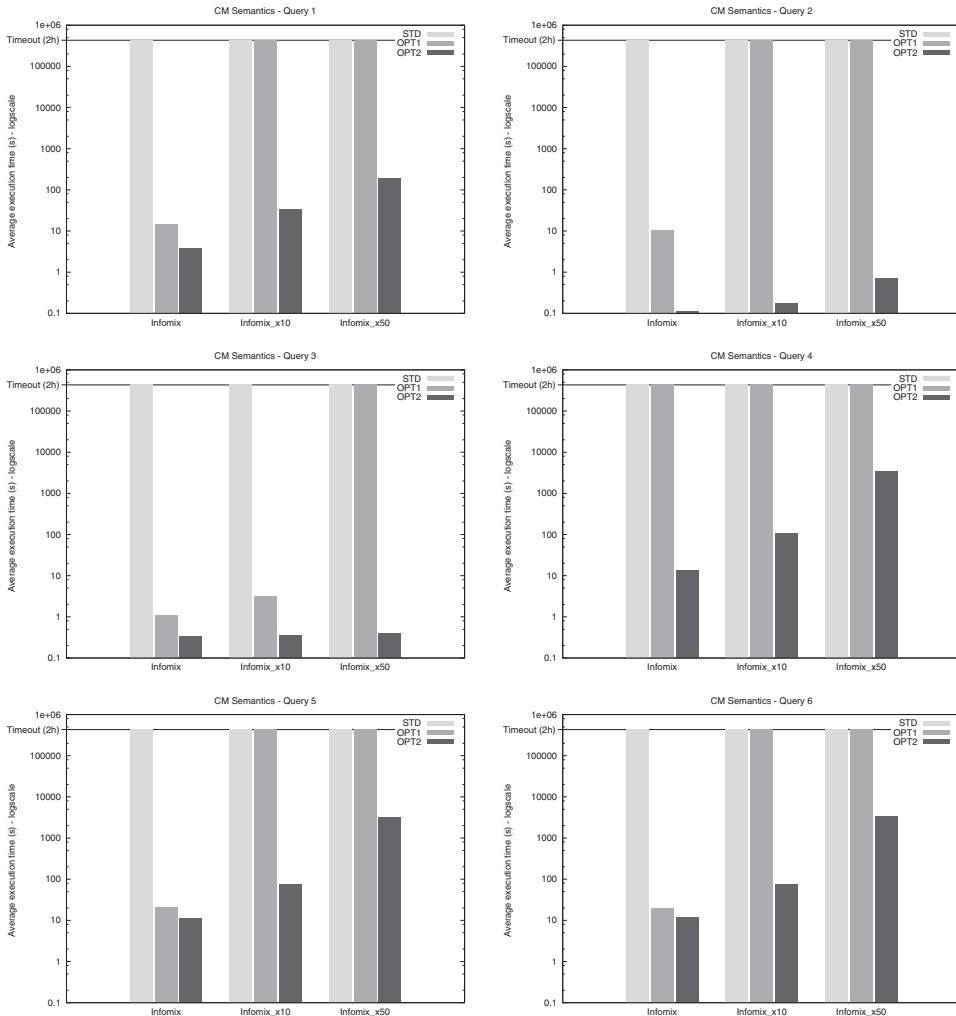 CM Semantics - Query 1
1e+06
Timeout (2h)
100000
10000
1000
100
10
1
0.1
Average execution time (s) - logscale
STD
OPT1
OPT2
Infomix
Infomix_x10
Infomix_x50
CM Semantics - Query 2
1e+06
Timeout (2h)
100000
10000
1000
100
10
1
0.1
Average execution time (s) - logscale
STD
OPT1
OPT2
Infomix
Infomix_x10
Infomix_x50
CM Semantics - Query 3
1e+06
Timeout (2h)
100000
10000
1000
100
10
1
0.1
Average execution time (s) - logscale
STD
OPT1
OPT2
Infomix
Infomix_x10
Infomix_x50
CM Semantics - Query 4
1e+06
Timeout (2h)
100000
10000
1000
100
10
1
0.1
Average execution time (s) - logscale
STD
OPT1
OPT2
Infomix
Infomix_x10
Infomix_x50
CM Semantics - Query 5
1e+06
Timeout (2h)
100000
10000
1000
100
10
1
0.1
Average execution time (s) - logscale
STD
OPT1
OPT2
Infomix
Infomix_x10
Infomix_x50
CM Semantics - Query 6
1e+06
Timeout (2h)
100000
10000
1000
100
10
1
0.1
Average execution time (s) - logscale
STD
OPT1
OPT2
Infomix
Infomix_x10
Infomix_x50